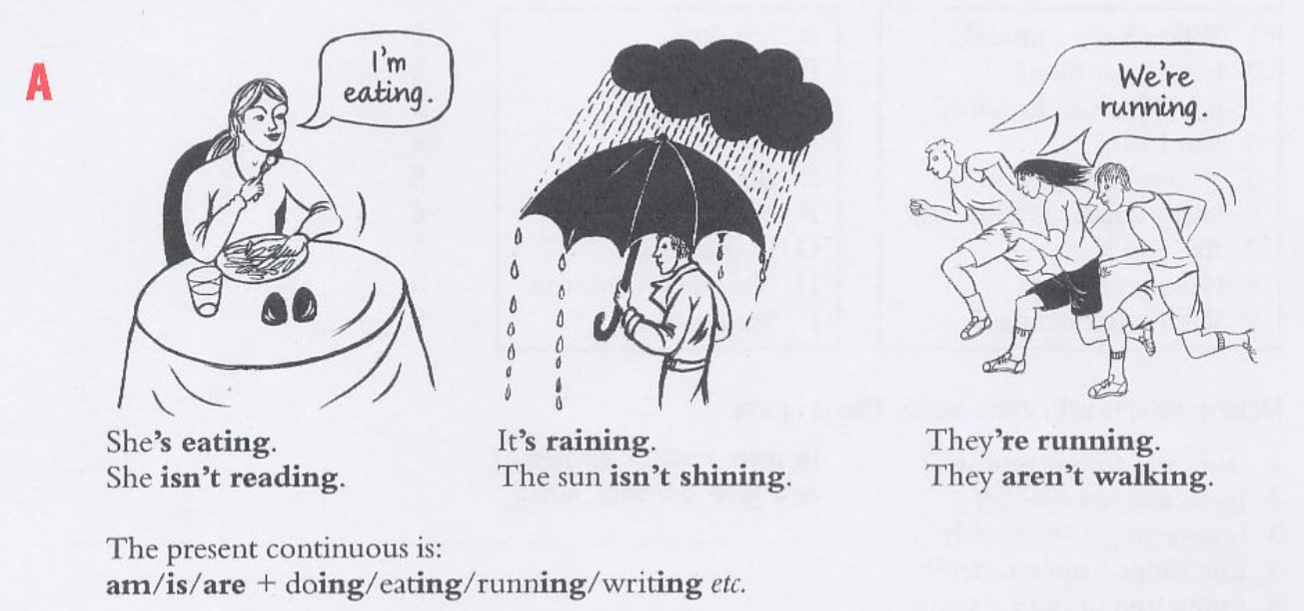 A
I'm
eating.
We're
running.
She's eating.
She isn't reading.
It's raining.
The sun isn't shining.
They're running.
They aren't walking.
The present continuous is:
am/is/are + doing/eating/running/writing etc.